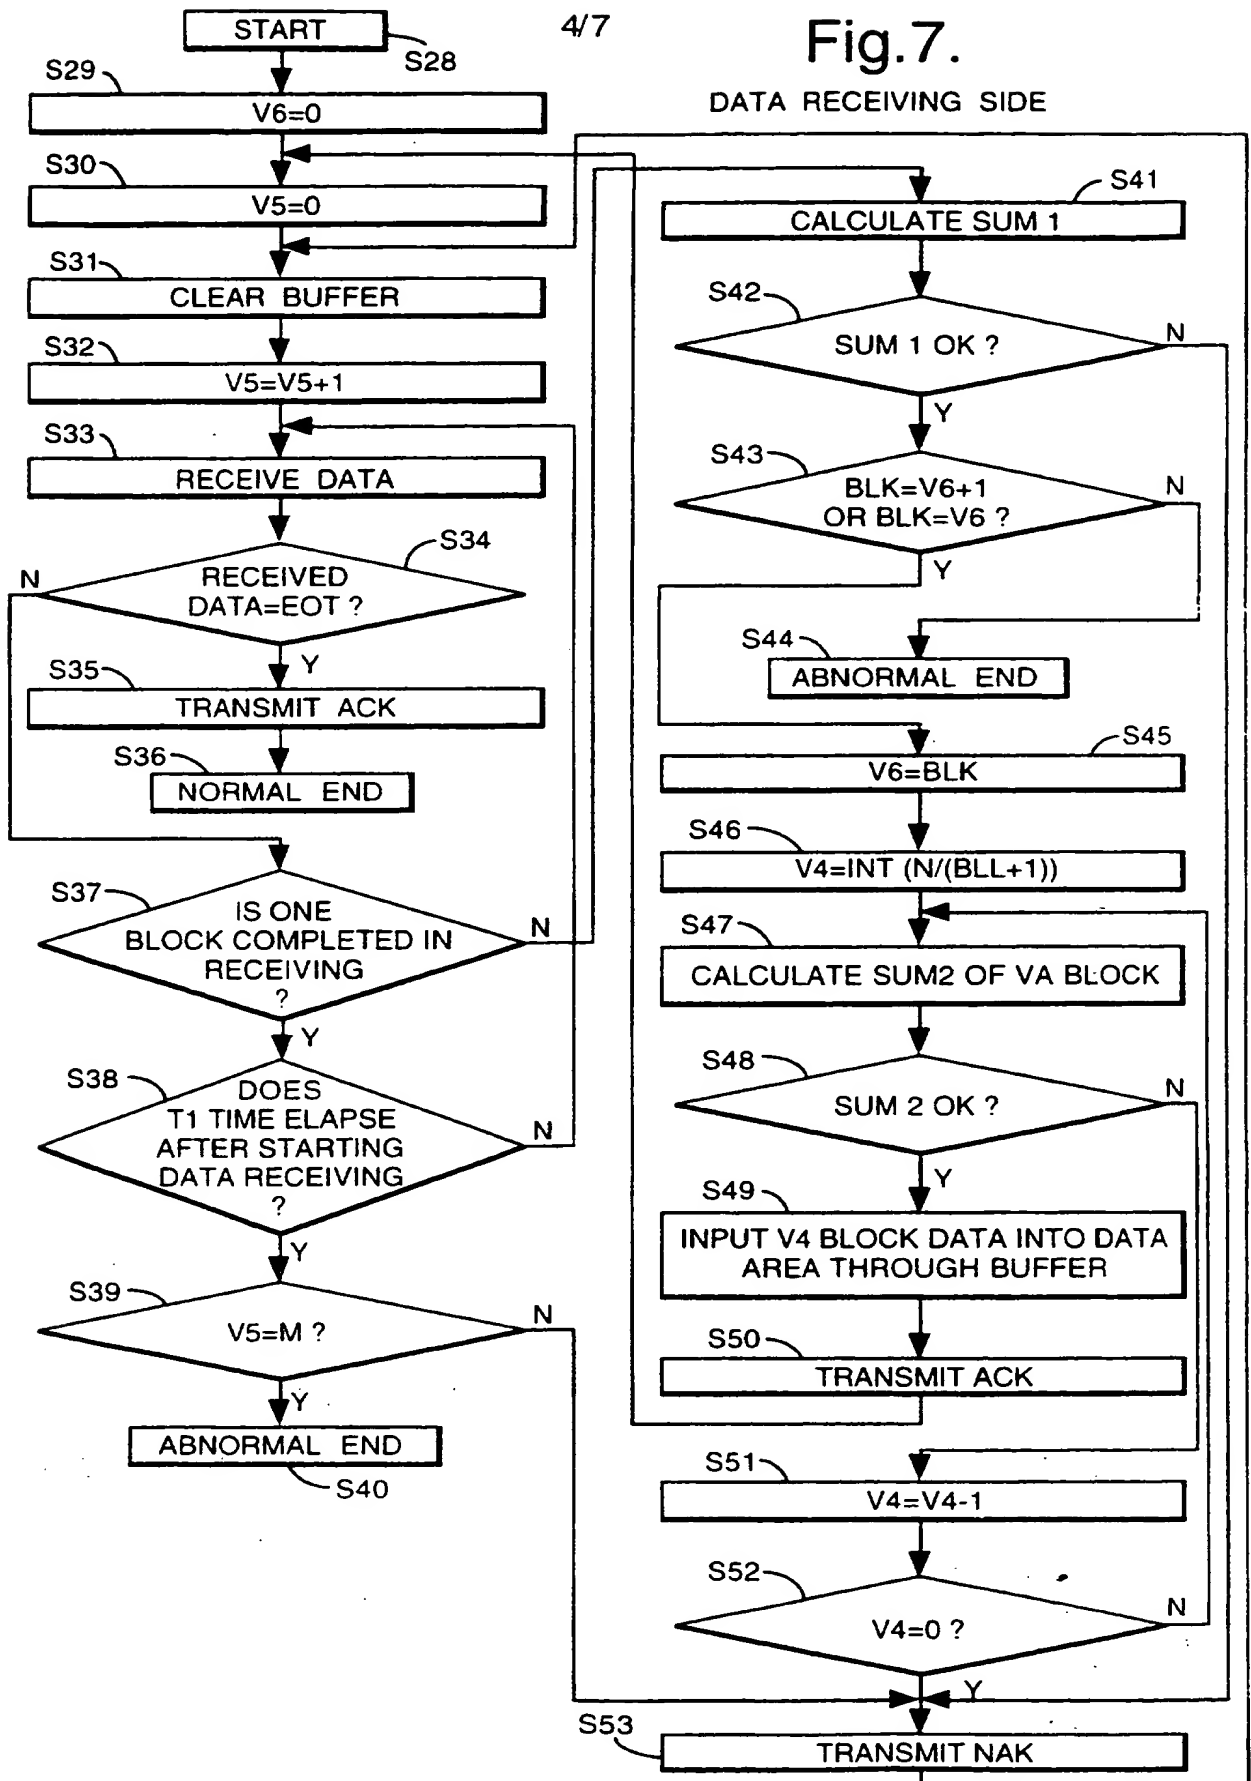 4/7
Fig.7.
DATA RECEIVING SIDE
START
S28
S29
V6=0
S30
V5=0
S31
CLEAR BUFFER
S32
V5=V5+1
S33
RECEIVE DATA
S34
RECEIVED
DATA=EOT ?
N
Y
S35
TRANSMIT ACK
S36
NORMAL END
S37
IS ONE
BLOCK COMPLETED IN
RECEIVING
?
N
Y
S38
DOES
T1 TIME ELAPSE
AFTER STARTING
DATA RECEIVING
?
N
Y
S39
V5=M ?
N
Y
ABNORMAL END
S40
S41
CALCULATE SUM 1
S42
SUM 1 OK ?
N
Y
S43
BLK=V6+1
OR BLK=V6 ?
N
Y
S44
ABNORMAL END
S45
V6=BLK
S46
V4=INT (N/(BLL+1))
S47
CALCULATE SUM2 OF VA BLOCK
S48
SUM 2 OK ?
N
Y
S49
INPUT V4 BLOCK DATA INTO DATA
AREA THROUGH BUFFER
S50
TRANSMIT ACK
S51
V4=V4-1
S52
V4=0 ?
N
Y
S53
TRANSMIT NAK